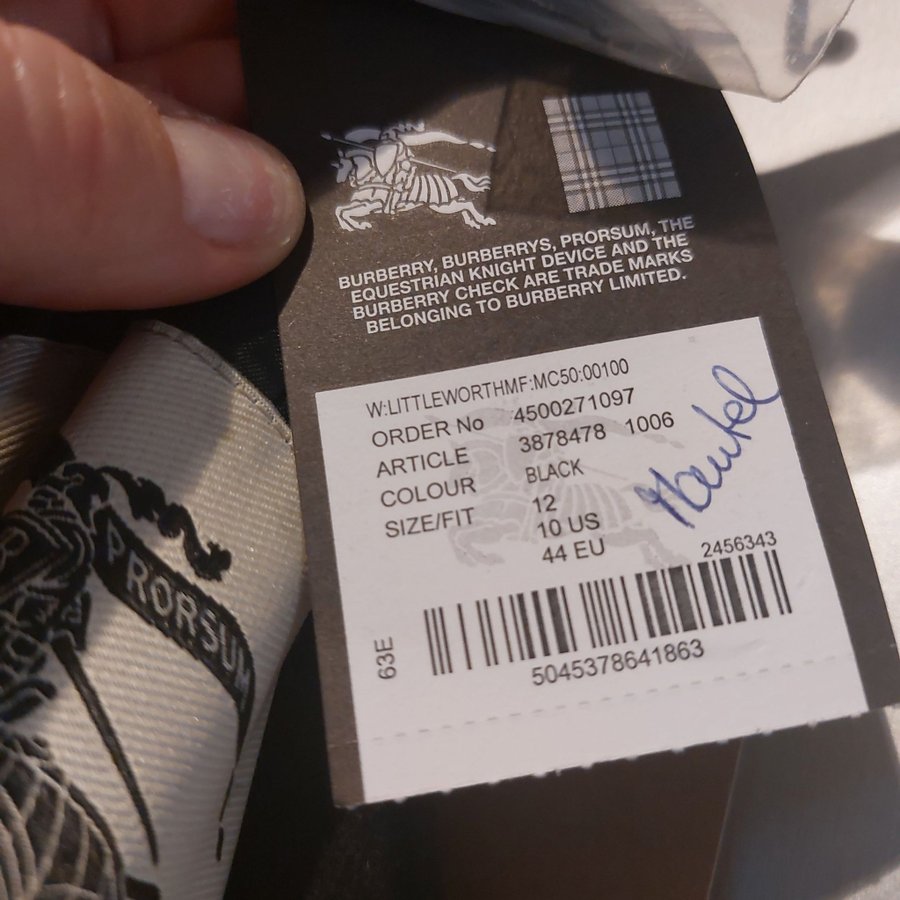 BURBERRY, BURBERRYS, PRORSUM, THE
EQUESTRIAN KNIGHT DEVICE AND THE
BURBERRY CHECK ARE TRADE MARKS
BELONGING TO BURBERRY LIMITED.
W:LITTLEWORTHMF:MC50:00100
ORDER No 4500271097
ARTICLE 3878478 1006
COLOUR BLACK
SIZE/FIT 12
10 US
44 EU
Mantel
2456343
63E
5045378641863
PRORSUM